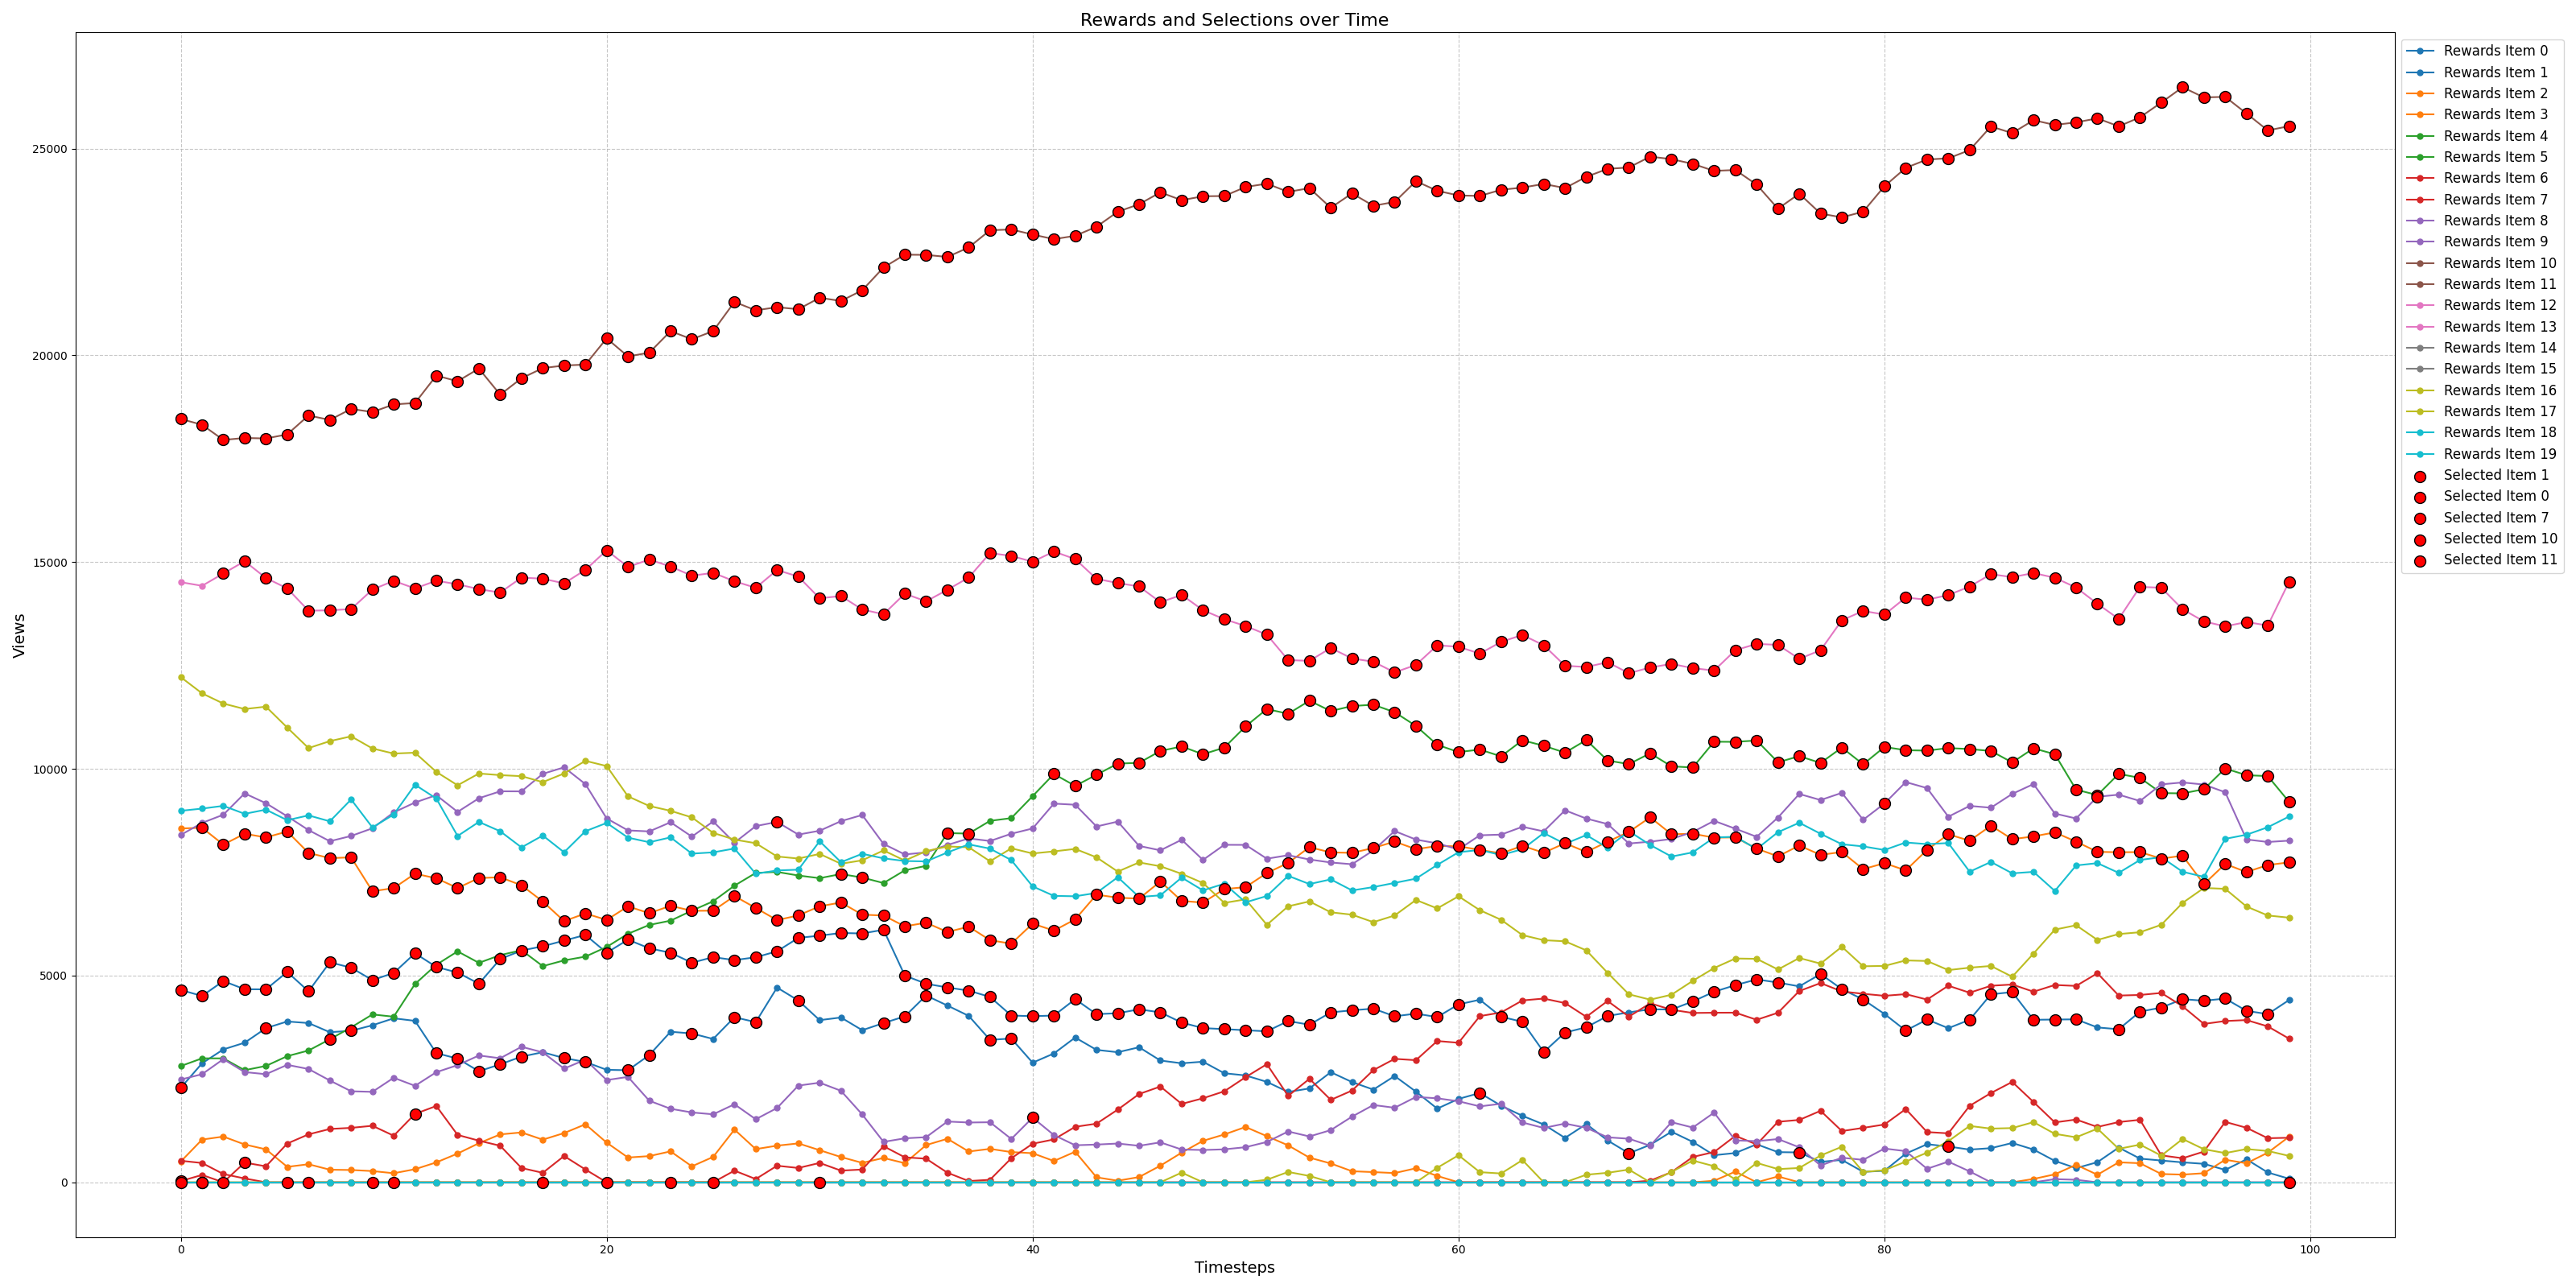 Rewards and Selections over Time
Views
25000
20000
15000
10000
5000
0
0
20
40
60
80
100
Timesteps
Rewards Item 0
Rewards Item 1
Rewards Item 2
Rewards Item 3
Rewards Item 4
Rewards Item 5
Rewards Item 6
Rewards Item 7
Rewards Item 8
Rewards Item 9
Rewards Item 10
Rewards Item 11
Rewards Item 12
Rewards Item 13
Rewards Item 14
Rewards Item 15
Rewards Item 16
Rewards Item 17
Rewards Item 18
Rewards Item 19
Selected Item 1
Selected Item 0
Selected Item 7
Selected Item 10
Selected Item 11